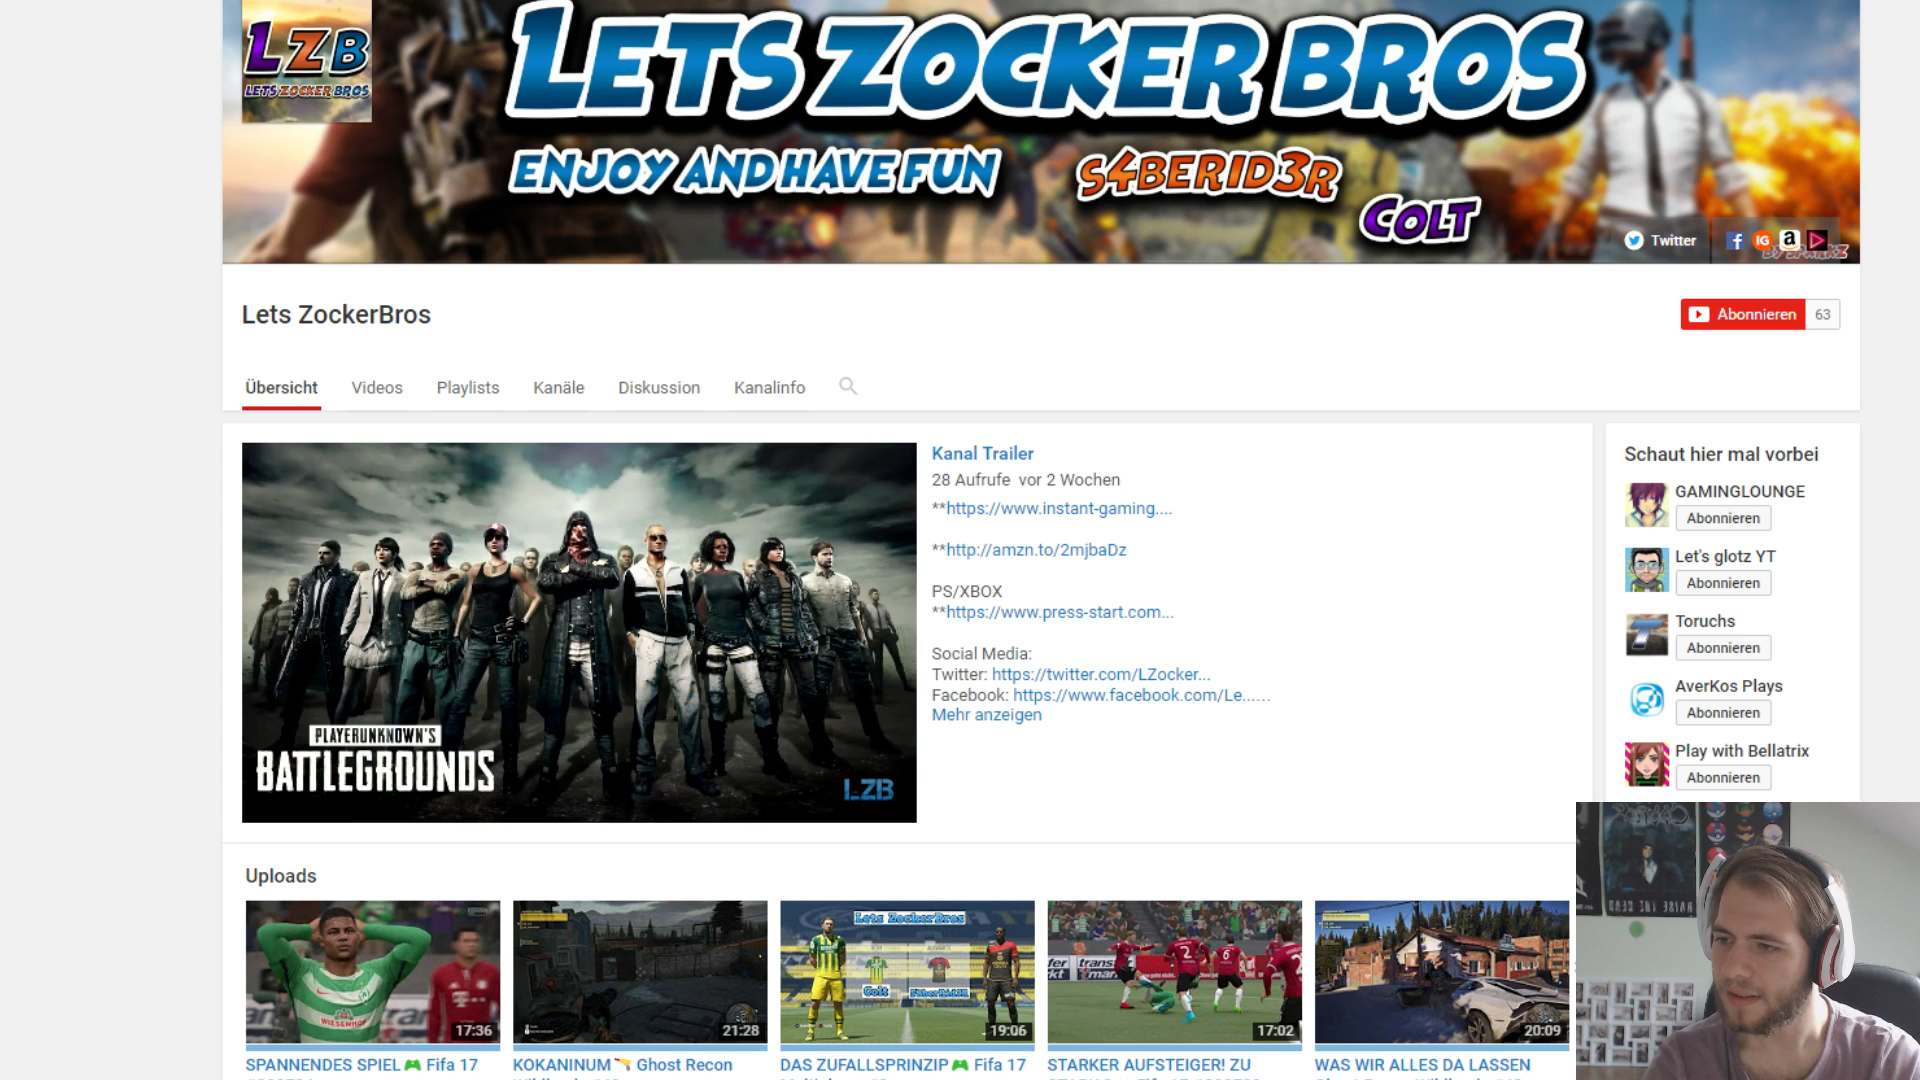 LZB
LETS ZOCKER BROS
LETS ZOCKER BROS
ENJOY AND HAVE FUN
S4BERID3R
COLT
Twitter
Lets ZockerBros
Abonnieren 63
Übersicht Videos Playlists Kanäle Diskussion Kanalinfo
Kanal Trailer
28 Aufrufe vor 2 Wochen
**https://www.instant-gaming....
**http://amzn.to/2mjbaDz
PS/XBOX
**https://www.press-start.com...
Social Media:
Twitter: https://twitter.com/LZocker...
Facebook: https://www.facebook.com/Le......
Mehr anzeigen
PLAYERUNKNOWN'S
BATTLEGROUNDS
LZB
Schaut hier mal vorbei
GAMINGLOUNGE
Abonnieren
Let's glotz YT
Abonnieren
Toruchs
Abonnieren
AverKos Plays
Abonnieren
Play with Bellatrix
Abonnieren
Uploads
WIESENHOF
17:36
21:28
Lets ZockerBros
Colt
S4berid3R
19:06
17:02
20:09
SPANNENDES SPIEL🎮 Fifa 17
KOKANINUM🔫 Ghost Recon
DAS ZUFALLSPRINZIP🎮 Fifa 17
STARKER AUFSTEIGER! ZU
WAS WIR ALLES DA LASSEN